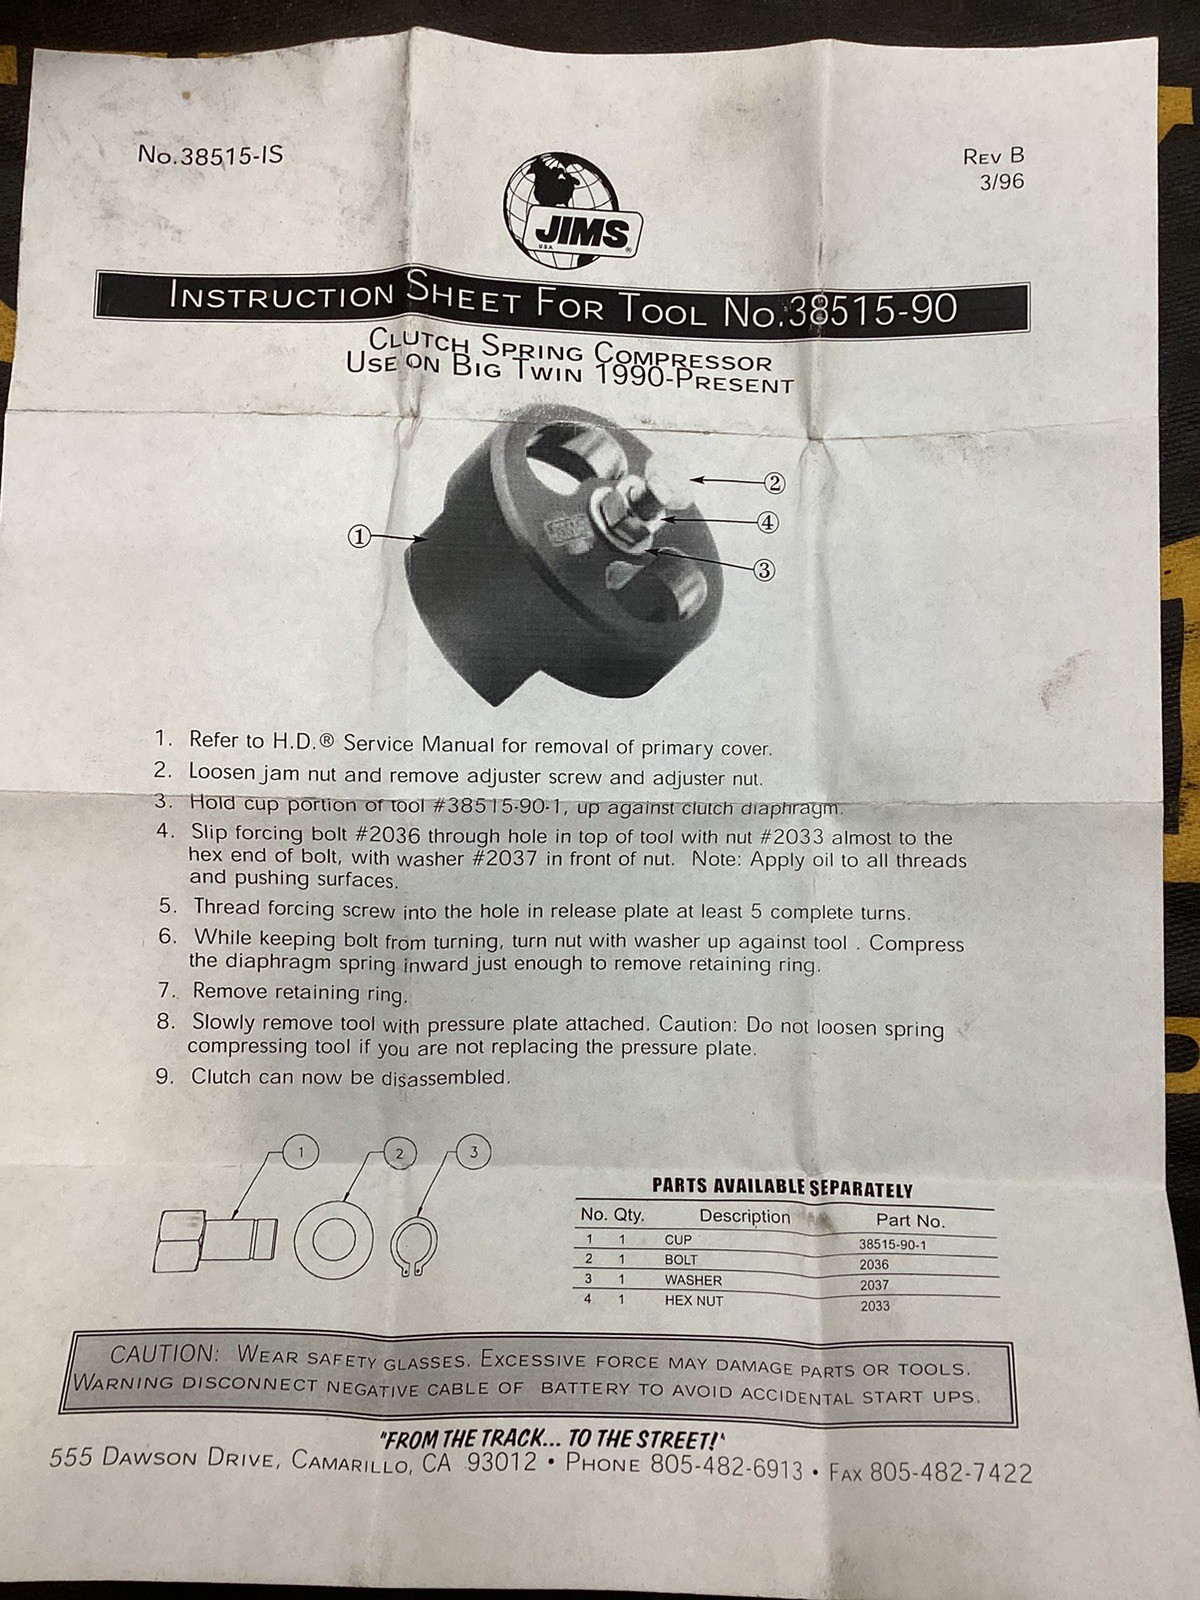 No.38515-IS
REV B
3/96
JIMS®
U.S.A.
INSTRUCTION SHEET FOR TOOL NO.38515-90
CLUTCH SPRING COMPRESSOR
USE ON BIG TWIN 1990-PRESENT
1
2
4
3
1. Refer to H.D.® Service Manual for removal of primary cover.
2. Loosen jam nut and remove adjuster screw and adjuster nut.
3. Hold cup portion of tool #38515-90-1, up against clutch diaphragm.
4. Slip forcing bolt #2036 through hole in top of tool with nut #2033 almost to the
hex end of bolt, with washer #2037 in front of nut. Note: Apply oil to all threads
and pushing surfaces.
5. Thread forcing screw into the hole in release plate at least 5 complete turns.
6. While keeping bolt from turning, turn nut with washer up against tool . Compress
the diaphragm spring inward just enough to remove retaining ring.
7. Remove retaining ring.
8. Slowly remove tool with pressure plate attached. Caution: Do not loosen spring
compressing tool if you are not replacing the pressure plate.
9. Clutch can now be disassembled.
1 2 3
PARTS AVAILABLE SEPARATELY
No. Qty. Description Part No.
1 1 CUP 38515-90-1
2 1 BOLT 2036
3 1 WASHER 2037
4 1 HEX NUT 2033
CAUTION: WEAR SAFETY GLASSES. EXCESSIVE FORCE MAY DAMAGE PARTS OR TOOLS.
WARNING DISCONNECT NEGATIVE CABLE OF BATTERY TO AVOID ACCIDENTAL START UPS.
"FROM THE TRACK... TO THE STREET!"
555 DAWSON DRIVE, CAMARILLO, CA 93012 • PHONE 805-482-6913 • FAX 805-482-7422